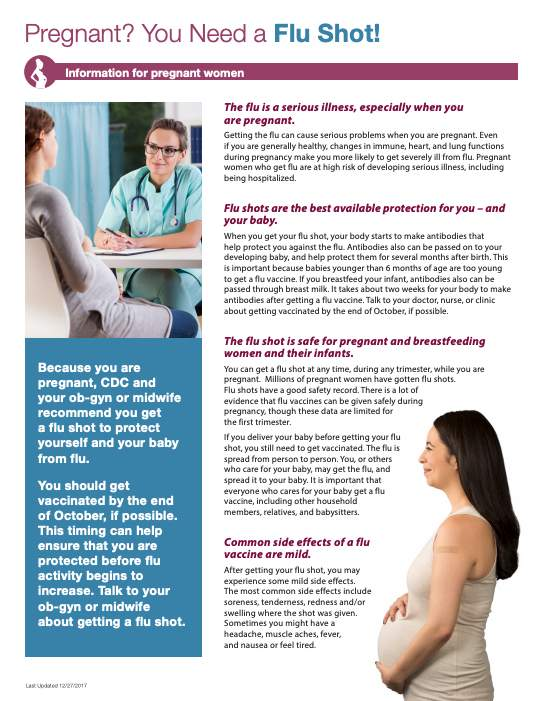 Pregnant? You Need a Flu Shot!
Information for pregnant women
Because you are
pregnant, CDC and
your ob-gyn or midwife
recommend you get
a flu shot to protect
yourself and your baby
from flu.
You should get
vaccinated by the end
of October, if possible.
This timing can help
ensure that you are
protected before flu
activity begins to
increase. Talk to your
ob-gyn or midwife
about getting a flu shot.
The flu is a serious illness, especially when you
are pregnant.
Getting the flu can cause serious problems when you are pregnant. Even
if you are generally healthy, changes in immune, heart, and lung functions
during pregnancy make you more likely to get severely ill from flu. Pregnant
women who get flu are at high risk of developing serious illness, including
being hospitalized.
Flu shots are the best available protection for you – and
your baby.
When you get your flu shot, your body starts to make antibodies that
help protect you against the flu. Antibodies also can be passed on to your
developing baby, and help protect them for several months after birth. This
is important because babies younger than 6 months of age are too young
to get a flu vaccine. If you breastfeed your infant, antibodies also can be
passed through breast milk. It takes about two weeks for your body to make
antibodies after getting a flu vaccine. Talk to your doctor, nurse, or clinic
about getting vaccinated by the end of October, if possible.
The flu shot is safe for pregnant and breastfeeding
women and their infants.
You can get a flu shot at any time, during any trimester, while you are
pregnant. Millions of pregnant women have gotten flu shots.
Flu shots have a good safety record. There is a lot of
evidence that flu vaccines can be given safely during
pregnancy, though these data are limited for
the first trimester.
If you deliver your baby before getting your flu
shot, you still need to get vaccinated. The flu is
spread from person to person. You, or others
who care for your baby, may get the flu, and
spread it to your baby. It is important that
everyone who cares for your baby get a flu
vaccine, including other household
members, relatives, and babysitters.
Common side effects of a flu
vaccine are mild.
After getting your flu shot, you may
experience some mild side effects.
The most common side effects include
soreness, tenderness, redness and/or
swelling where the shot was given.
Sometimes you might have a
headache, muscle aches, fever,
and nausea or feel tired.
Last Updated 12/27/2017